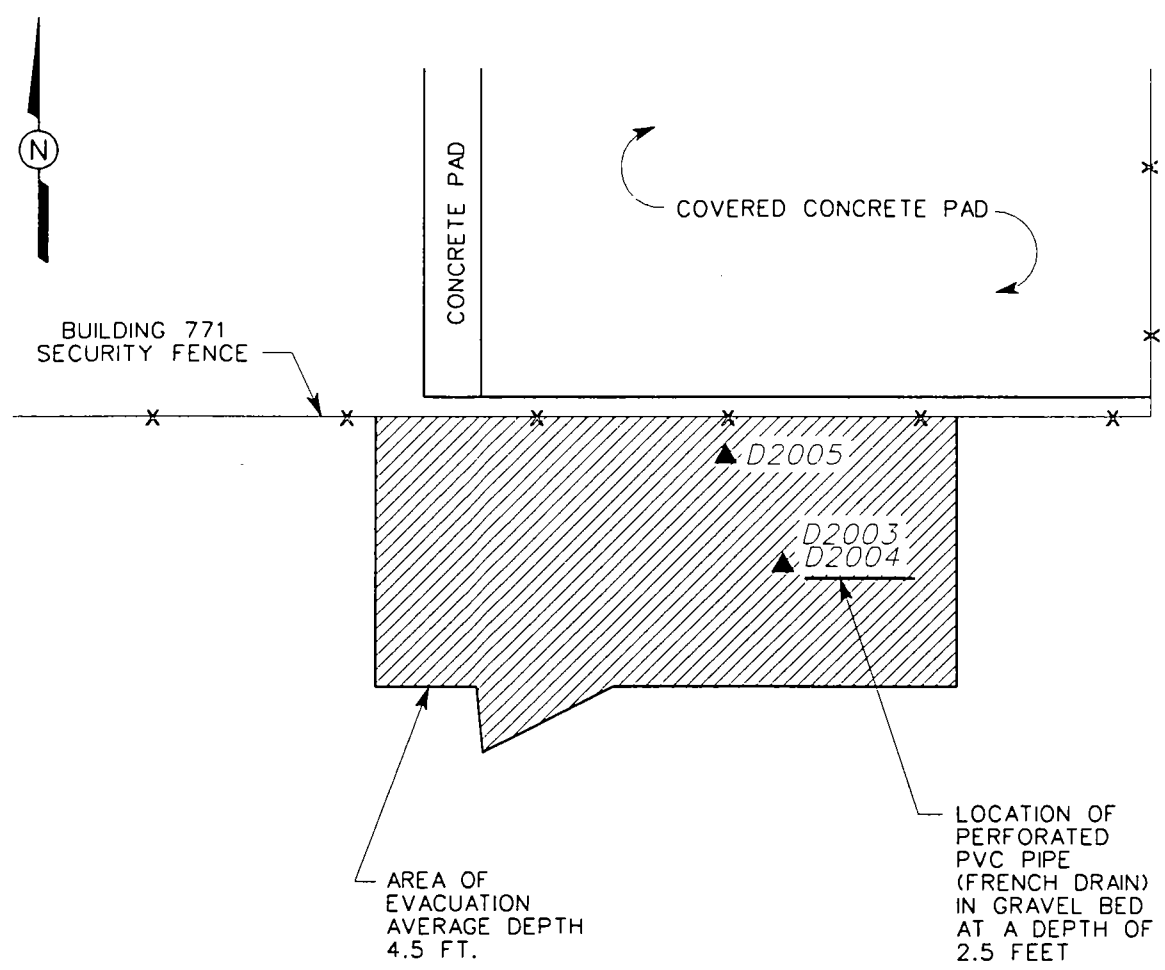 N
CONCRETE PAD
COVERED CONCRETE PAD
BUILDING 771
SECURITY FENCE
D2005
D2003
D2004
AREA OF
EVACUATION
AVERAGE DEPTH
4.5 FT.
LOCATION OF
PERFORATED
PVC PIPE
(FRENCH DRAIN)
IN GRAVEL BED
AT A DEPTH OF
2.5 FEET